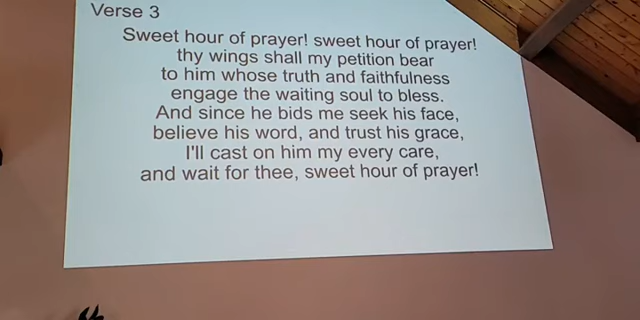 Verse 3
Sweet hour of prayer! sweet hour of prayer!
thy wings shall my petition bear
to him whose truth and faithfulness
engage the waiting soul to bless.
And since he bids me seek his face,
believe his word, and trust his grace,
I'll cast on him my every care,
and wait for thee, sweet hour of prayer!